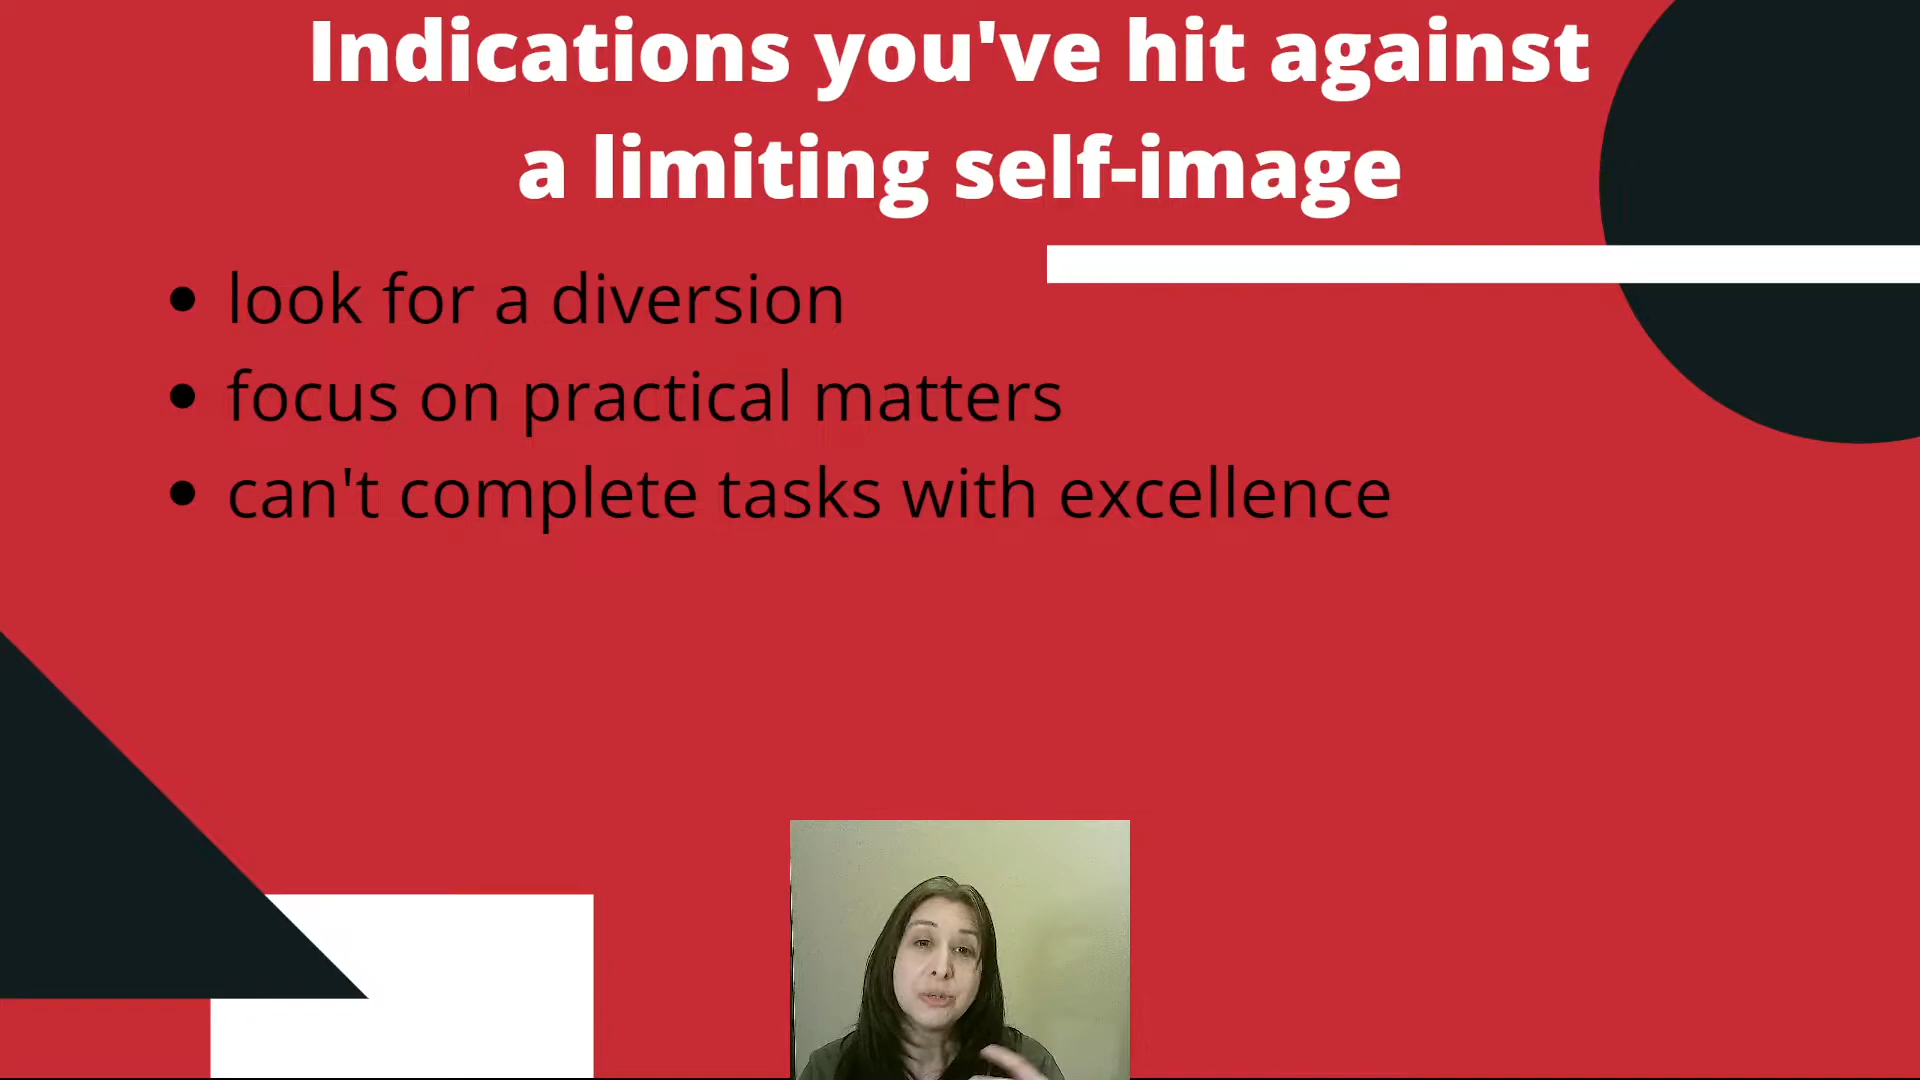 Indications you've hit against
a limiting self-image
• look for a diversion
• focus on practical matters
• can't complete tasks with excellence